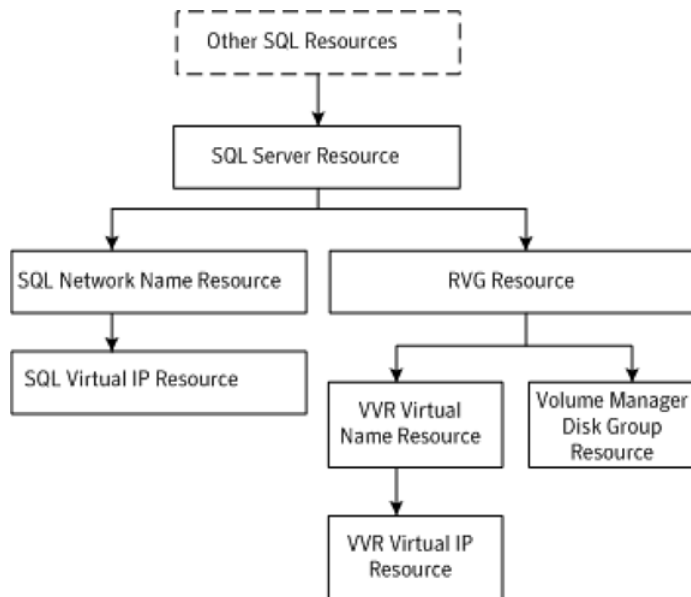 Other SQL Resources
SQL Server Resource
SQL Network Name Resource
RVG Resource
SQL Virtual IP Resource
VVR Virtual
Name Resource
Volume Manager
Disk Group
Resource
VVR Virtual IP
Resource